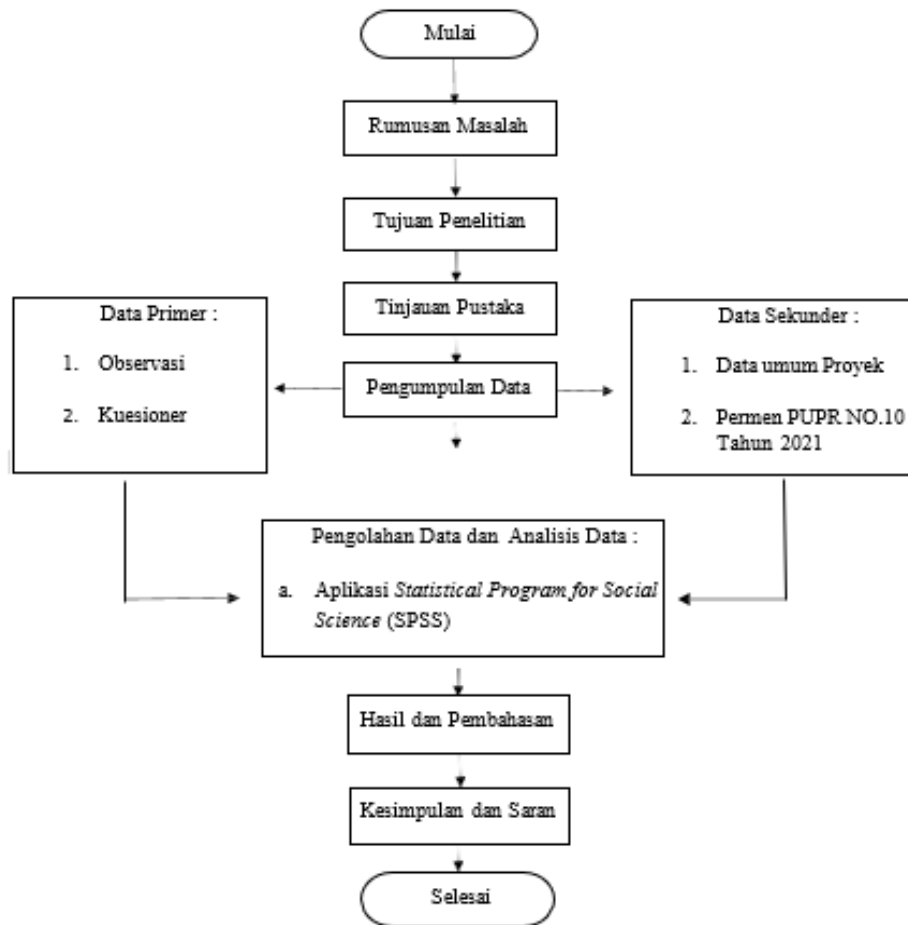 Mulai
Rumusan Masalah
Tujuan Penelitian
Tinjauan Pustaka
Pengumpulan Data
Data Primer :
1. Observasi
2. Kuesioner
Data Sekunder :
1. Data umum Proyek
2. Permen PUPR NO.10
Tahun 2021
Pengolahan Data dan Analisis Data :
a. Aplikasi Statistical Program for Social
Science (SPSS)
Hasil dan Pembahasan
Kesimpulan dan Saran
Selesai